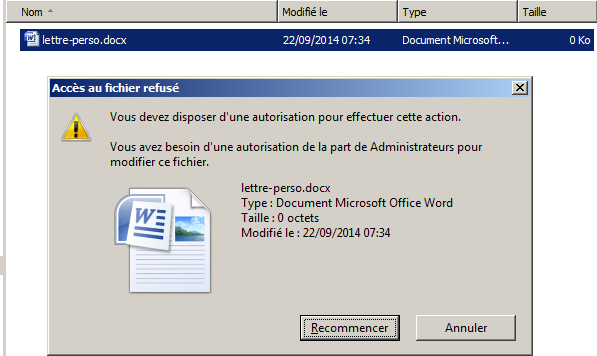 Nom Modifié le Type Taille
lettre-perso.docx 22/09/2014 07:34 Document Microsoft... 0 Ko
Accès au fichier refusé
Vous devez disposer d'une autorisation pour effectuer cette action.
Vous avez besoin d'une autorisation de la part de Administrateurs pour
modifier ce fichier.
lettre-perso.docx
Type : Document Microsoft Office Word
Taille : 0 octets
Modifié le : 22/09/2014 07:34
W
Recommencer Annuler